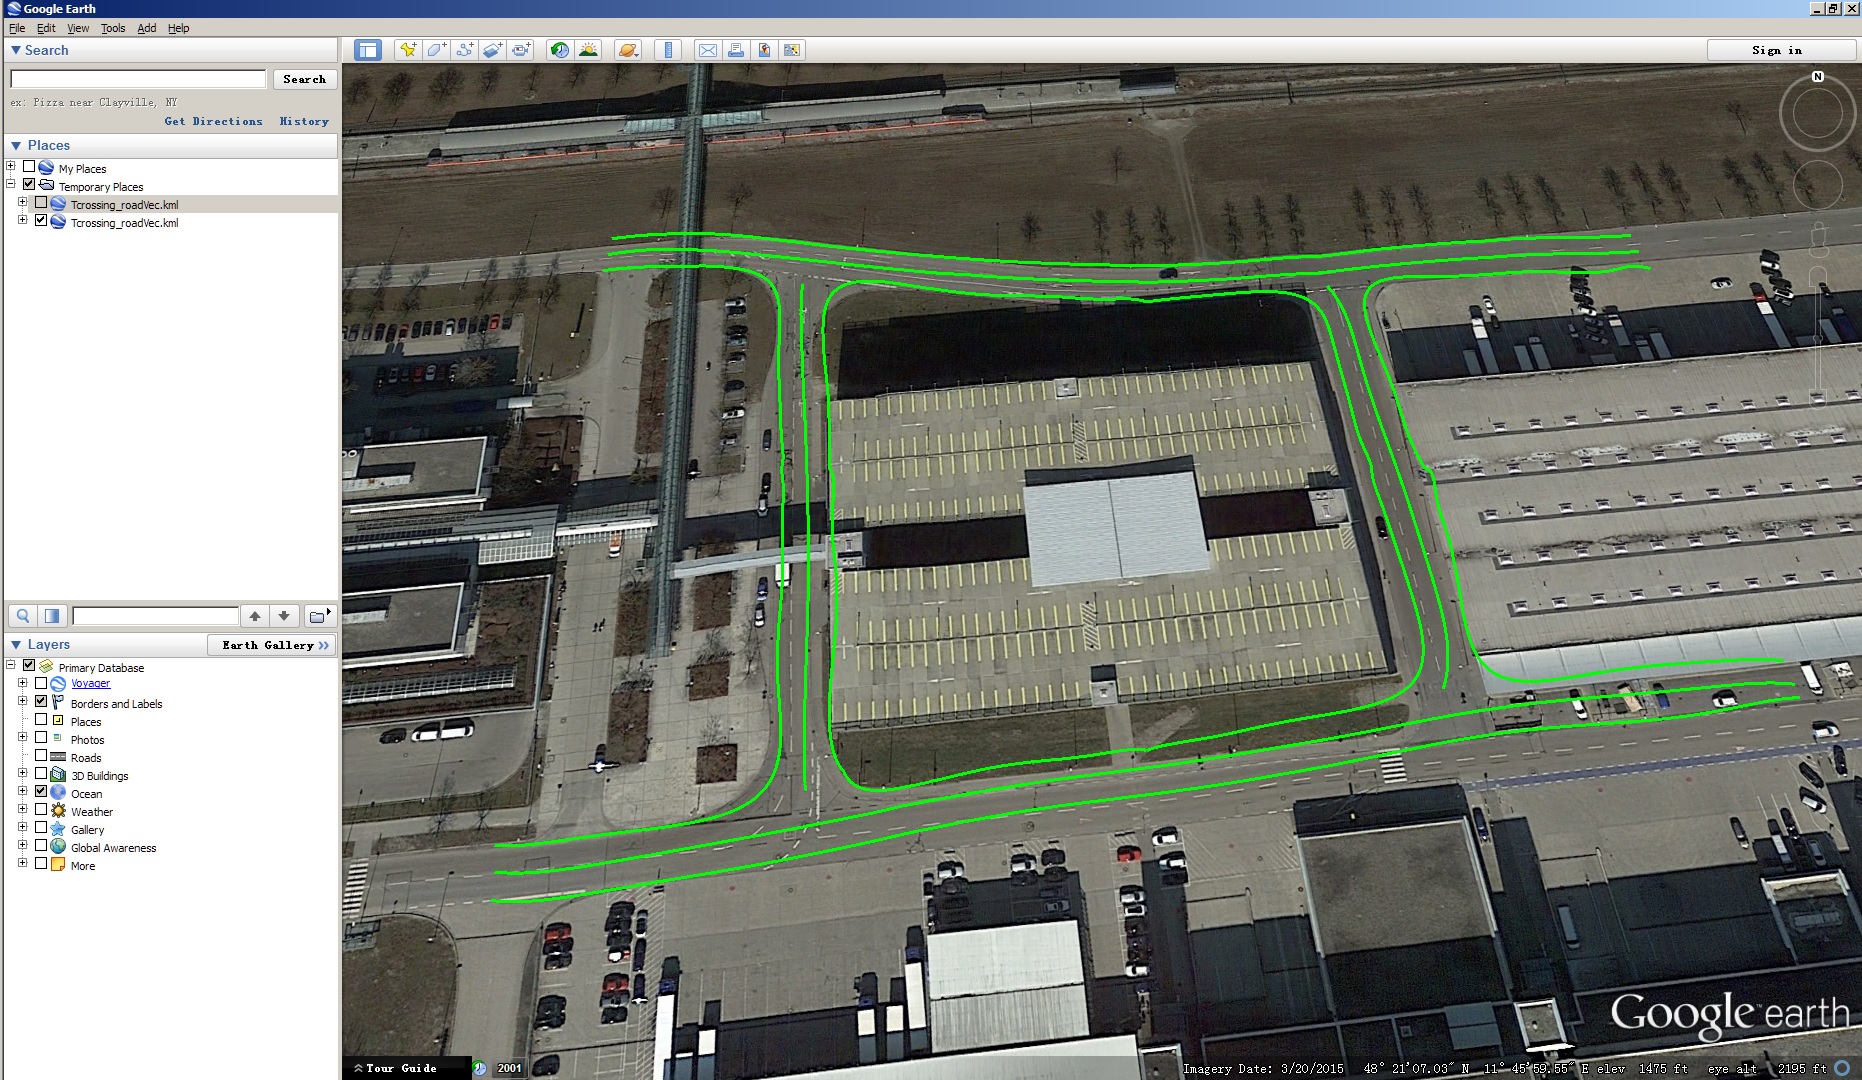 Google Earth
File Edit View Tools Add Help
Search
Sign in
Search
ex: Pizza near Clayville, NY
Get Directions History
Places
My Places
Temporary Places
Tcrossing_roadVec.kml
Tcrossing_roadVec.kml
Layers
Earth Gallery »
Primary Database
Voyager
Borders and Labels
Places
Photos
Roads
3D Buildings
Ocean
Weather
Gallery
Global Awareness
More
N
Google earth
Tour Guide
2001
Imagery Date: 3/20/2015 48° 21'07.03" N 11° 45'59.55" E elev 1475 ft eye alt 2195 ft